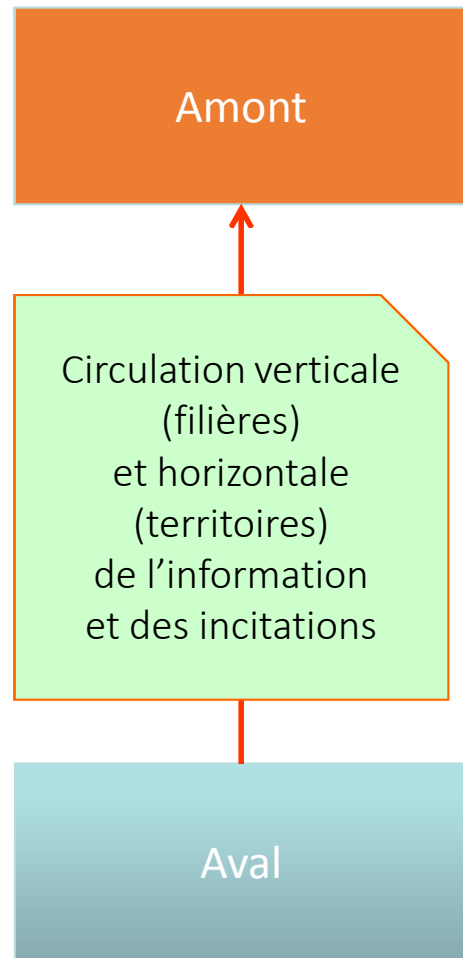 Amont
Circulation verticale
(filières)
et horizontale
(territoires)
de l’information
et des incitations
Aval